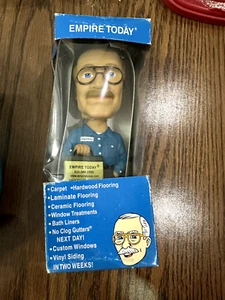 EMPIRE TODAY®
EMPIRE TODAY®
• Carpet • Hardwood Flooring
• Laminate Flooring
• Ceramic Flooring
• Window Treatments
• Bath Liners
• No Clog Gutters®
NEXT DAY!
• Custom Windows
• Vinyl Siding
IN TWO WEEKS!